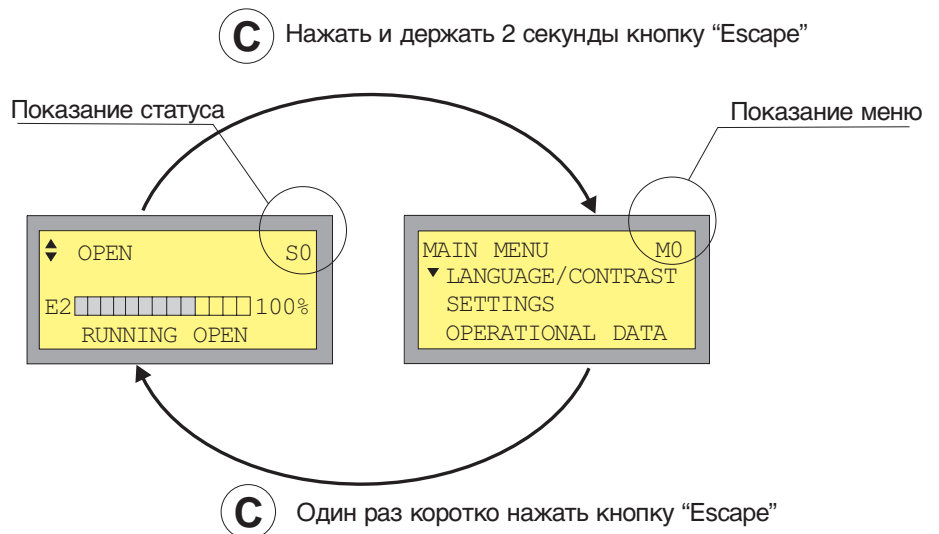 C Нажать и держать 2 секунды кнопку “Escape”
Показание статуса
Показание меню
OPEN S0
E2 100%
RUNNING OPEN
MAIN MENU M0
LANGUAGE/CONTRAST
SETTINGS
OPERATIONAL DATA
C Один раз коротко нажать кнопку “Escape”